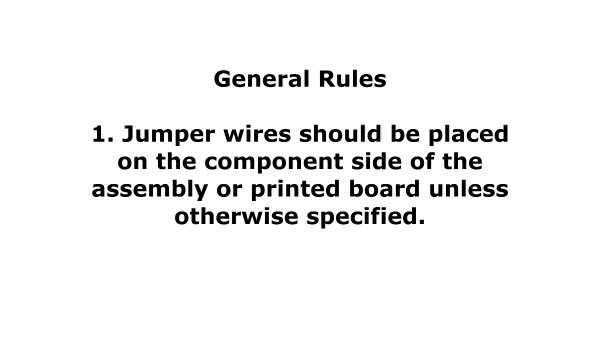 General Rules
1. Jumper wires should be placed
on the component side of the
assembly or printed board unless
otherwise specified.